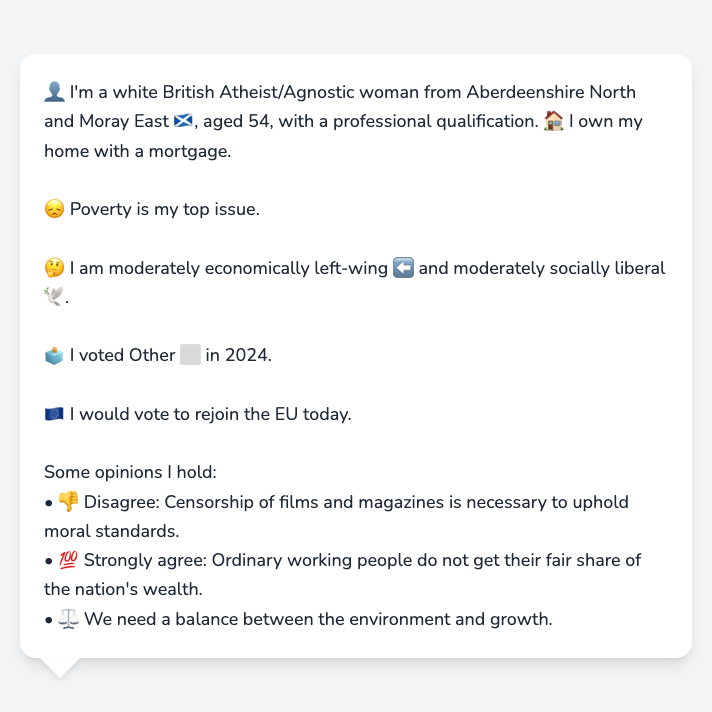 👤 I'm a white British Atheist/Agnostic woman from Aberdeenshire North
and Moray East 🏴󠁧󠁢󠁳󠁣󠁴󠁿, aged 54, with a professional qualification. 🏠 I own my
home with a mortgage.
😞 Poverty is my top issue.
🤔 I am moderately economically left-wing ⬅️ and moderately socially liberal
🕊️.
🗳️ I voted Other ⬜ in 2024.
🇪🇺 I would vote to rejoin the EU today.
Some opinions I hold:
• 👎 Disagree: Censorship of films and magazines is necessary to uphold
moral standards.
• 💯 Strongly agree: Ordinary working people do not get their fair share of
the nation's wealth.
• ⚖️ We need a balance between the environment and growth.